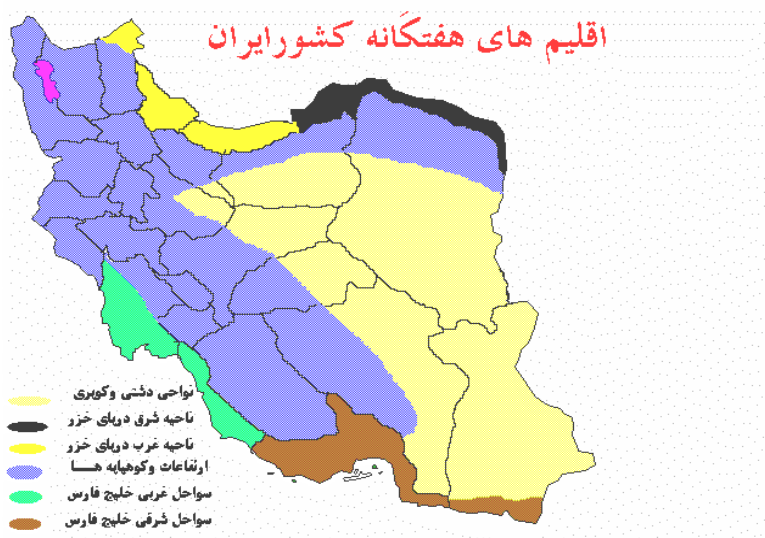 اقلیم های هفتگانه کشورایران
نواحی دشتی وکویری
ناحیه شرق دریای خزر
ناحیه غرب دریای خزر
ارتفاعات وکوهپایه هــــا
سواحل غربی خلیج فارس
سواحل شرقی خلیج فارس